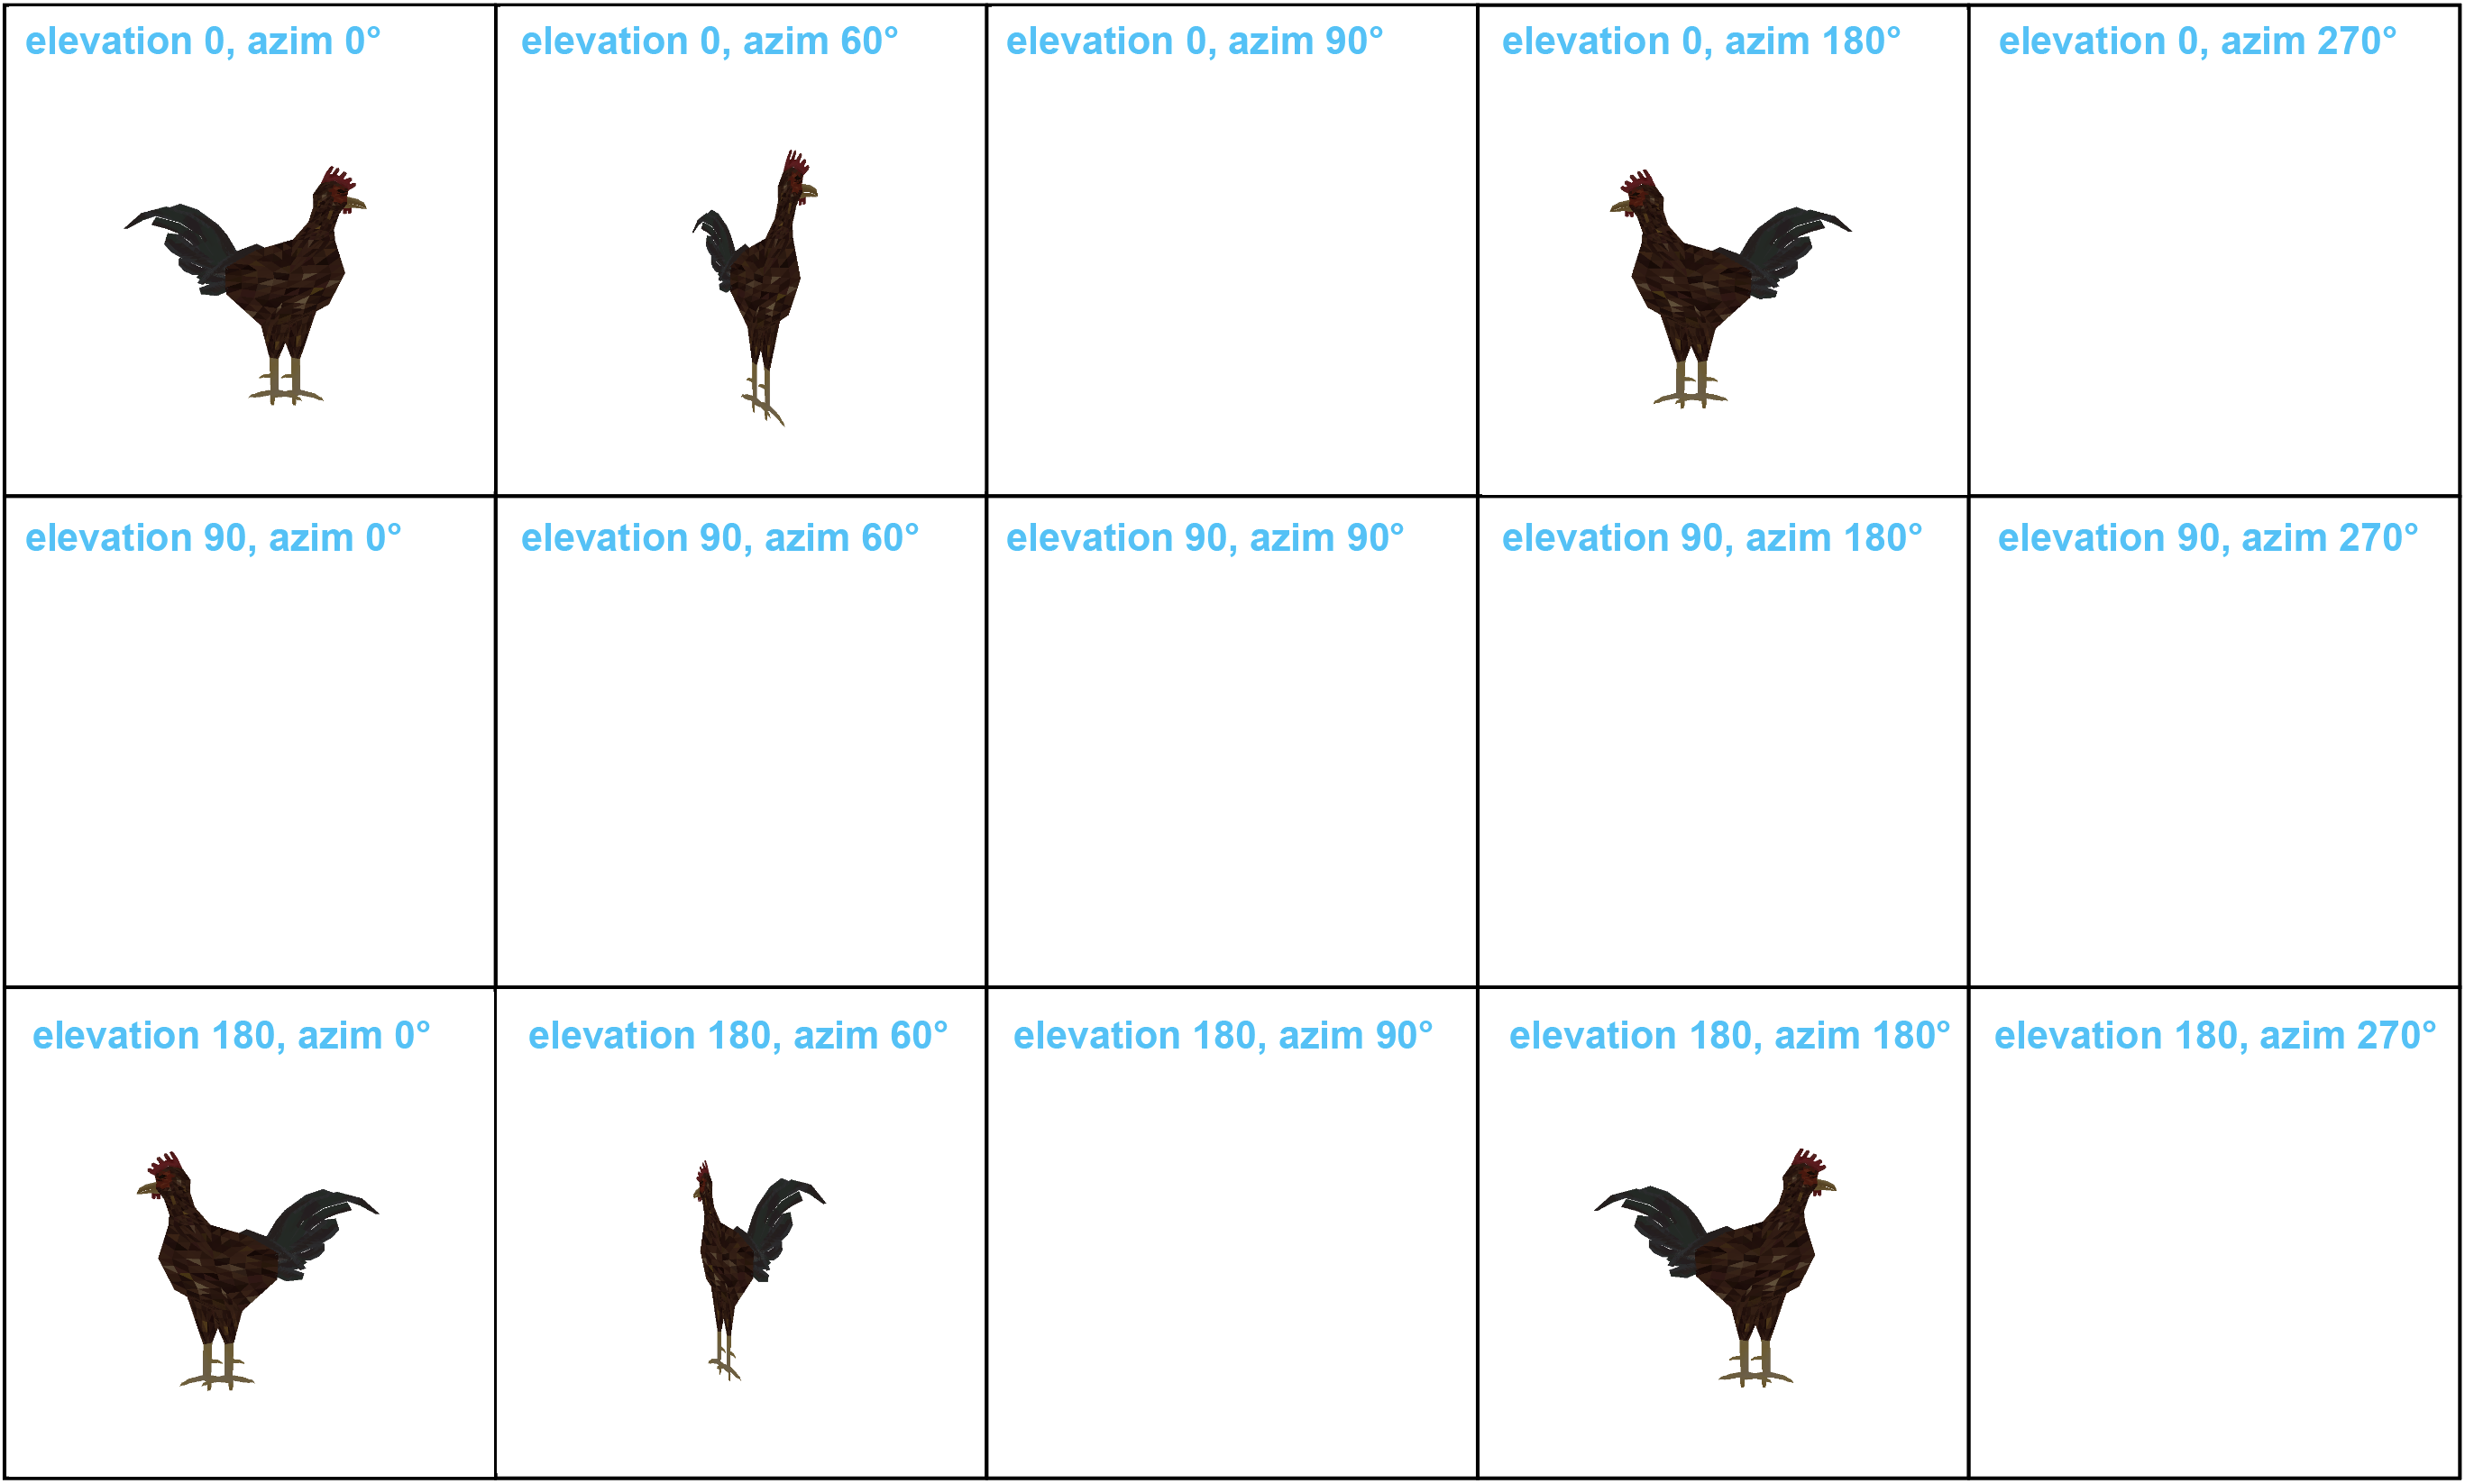 elevation 0, azim 0°
elevation 0, azim 60°
elevation 0, azim 90°
elevation 0, azim 180°
elevation 0, azim 270°
elevation 90, azim 0°
elevation 90, azim 60°
elevation 90, azim 90°
elevation 90, azim 180°
elevation 90, azim 270°
elevation 180, azim 0°
elevation 180, azim 60°
elevation 180, azim 90°
elevation 180, azim 180°
elevation 180, azim 270°